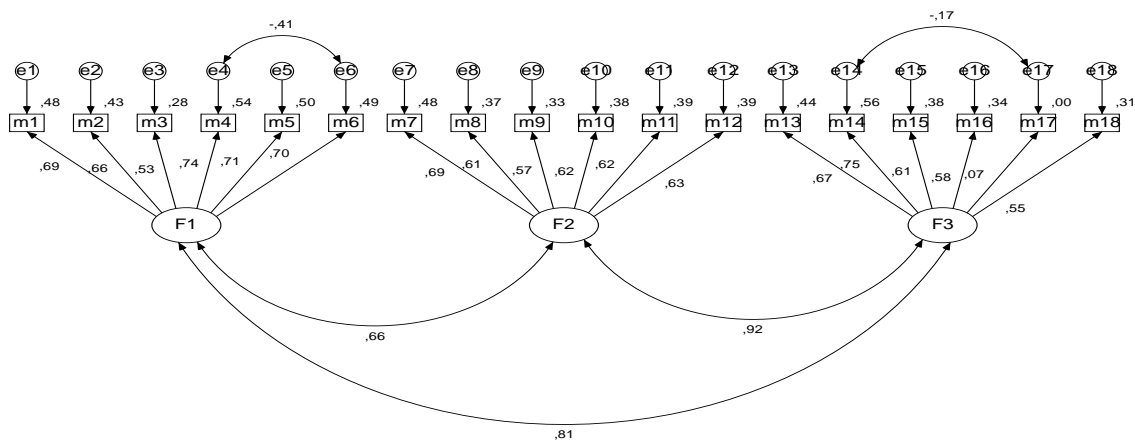 -,41 -,17
e1 e2 e3 e4 e5 e6 e7 e8 e9 e10 e11 e12 e13 e14 e15 e16 e17 e18
,48 ,43 ,28 ,54 ,50 ,49 ,48 ,37 ,33 ,38 ,39 ,39 ,44 ,56 ,38 ,34 ,00 ,31
m1 m2 m3 m4 m5 m6 m7 m8 m9 m10 m11 m12 m13 m14 m15 m16 m17 m18
,69 ,66 ,53 ,74 ,71 ,70 ,69 ,61 ,57 ,62 ,62 ,63 ,67 ,75 ,61 ,58 ,07 ,55
F1 F2 F3
,66 ,92
,81